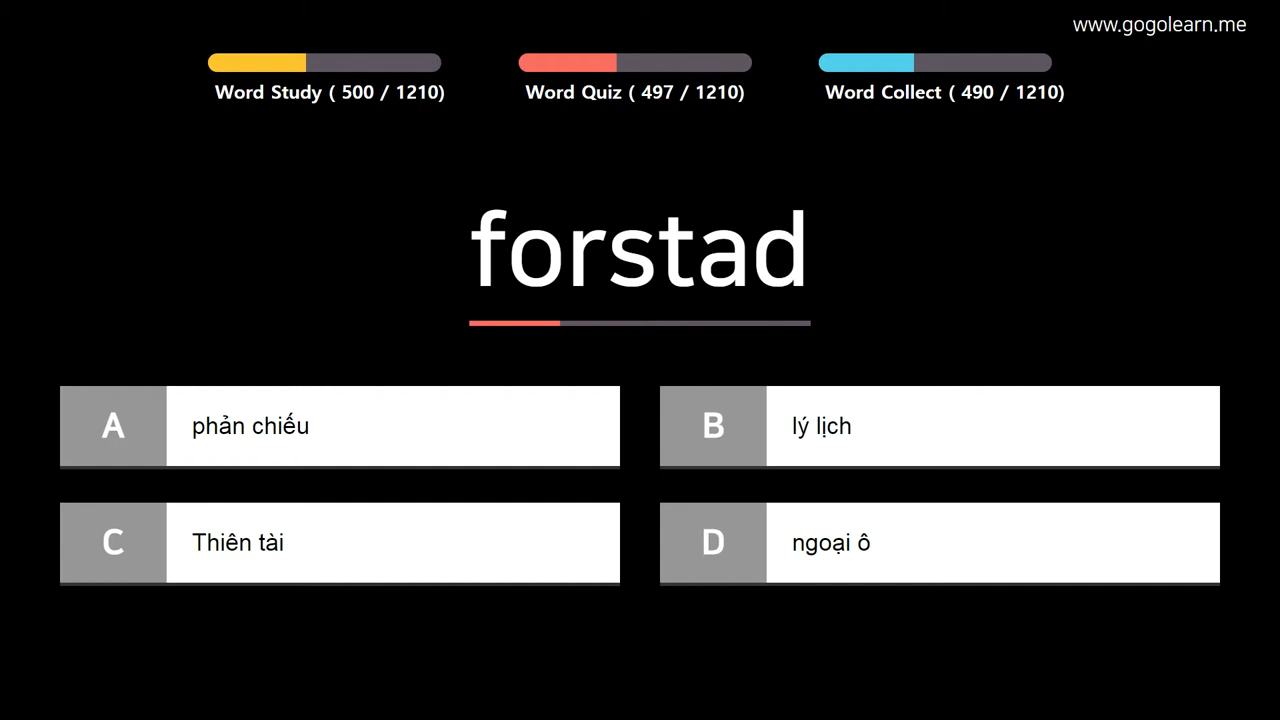 www.gogolearn.me
Word Study ( 500 / 1210)
Word Quiz ( 497 / 1210)
Word Collect ( 490 / 1210)
forstad
A phản chiếu
B lý lịch
C Thiên tài
D ngoại ô